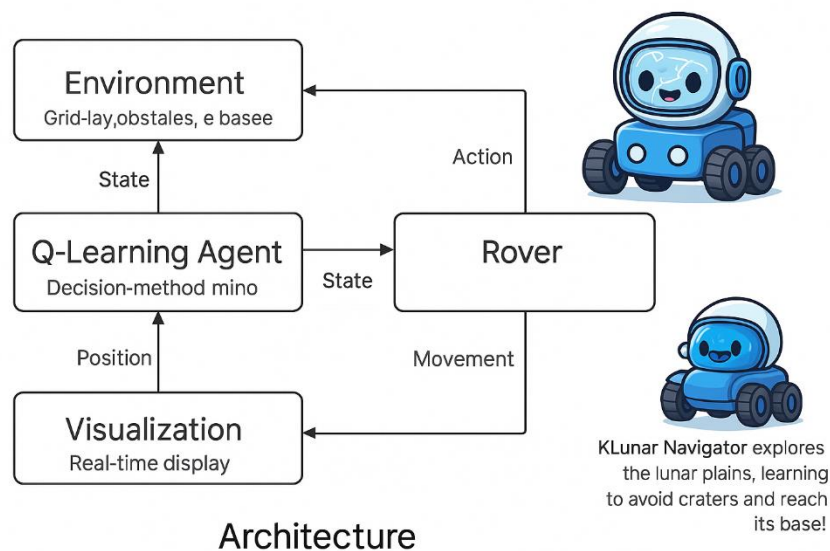 Environment
Grid-lay,obstales, e basee
Action
State
Q-Learning Agent
Decision-method mino
State
Rover
Position
Movement
Visualization
Real-time display
KLunar Navigator explores
the lunar plains, learning
to avoid craters and reach
its base!
Architecture